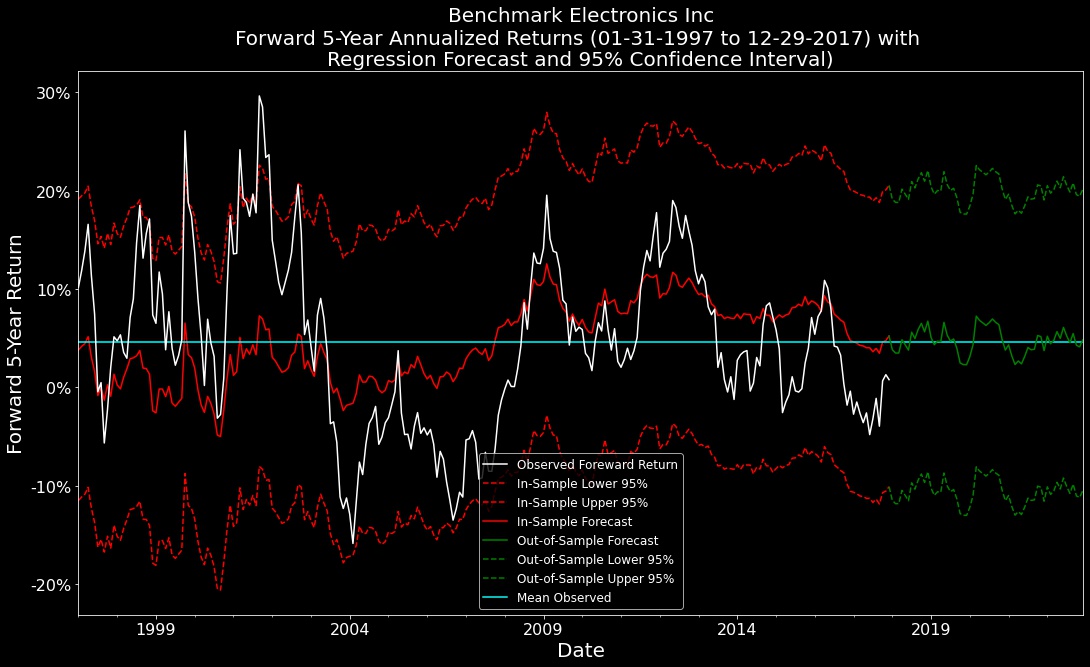 Benchmark Electronics Inc
Forward 5-Year Annualized Returns (01-31-1997 to 12-29-2017) with
Regression Forecast and 95% Confidence Interval)
Forward 5-Year Return
30%
20%
10%
0%
-10%
-20%
Observed Foreward Return
In-Sample Lower 95%
In-Sample Upper 95%
In-Sample Forecast
Out-of-Sample Forecast
Out-of-Sample Lower 95%
Out-of-Sample Upper 95%
Mean Observed
1999
2004
2009
2014
2019
Date